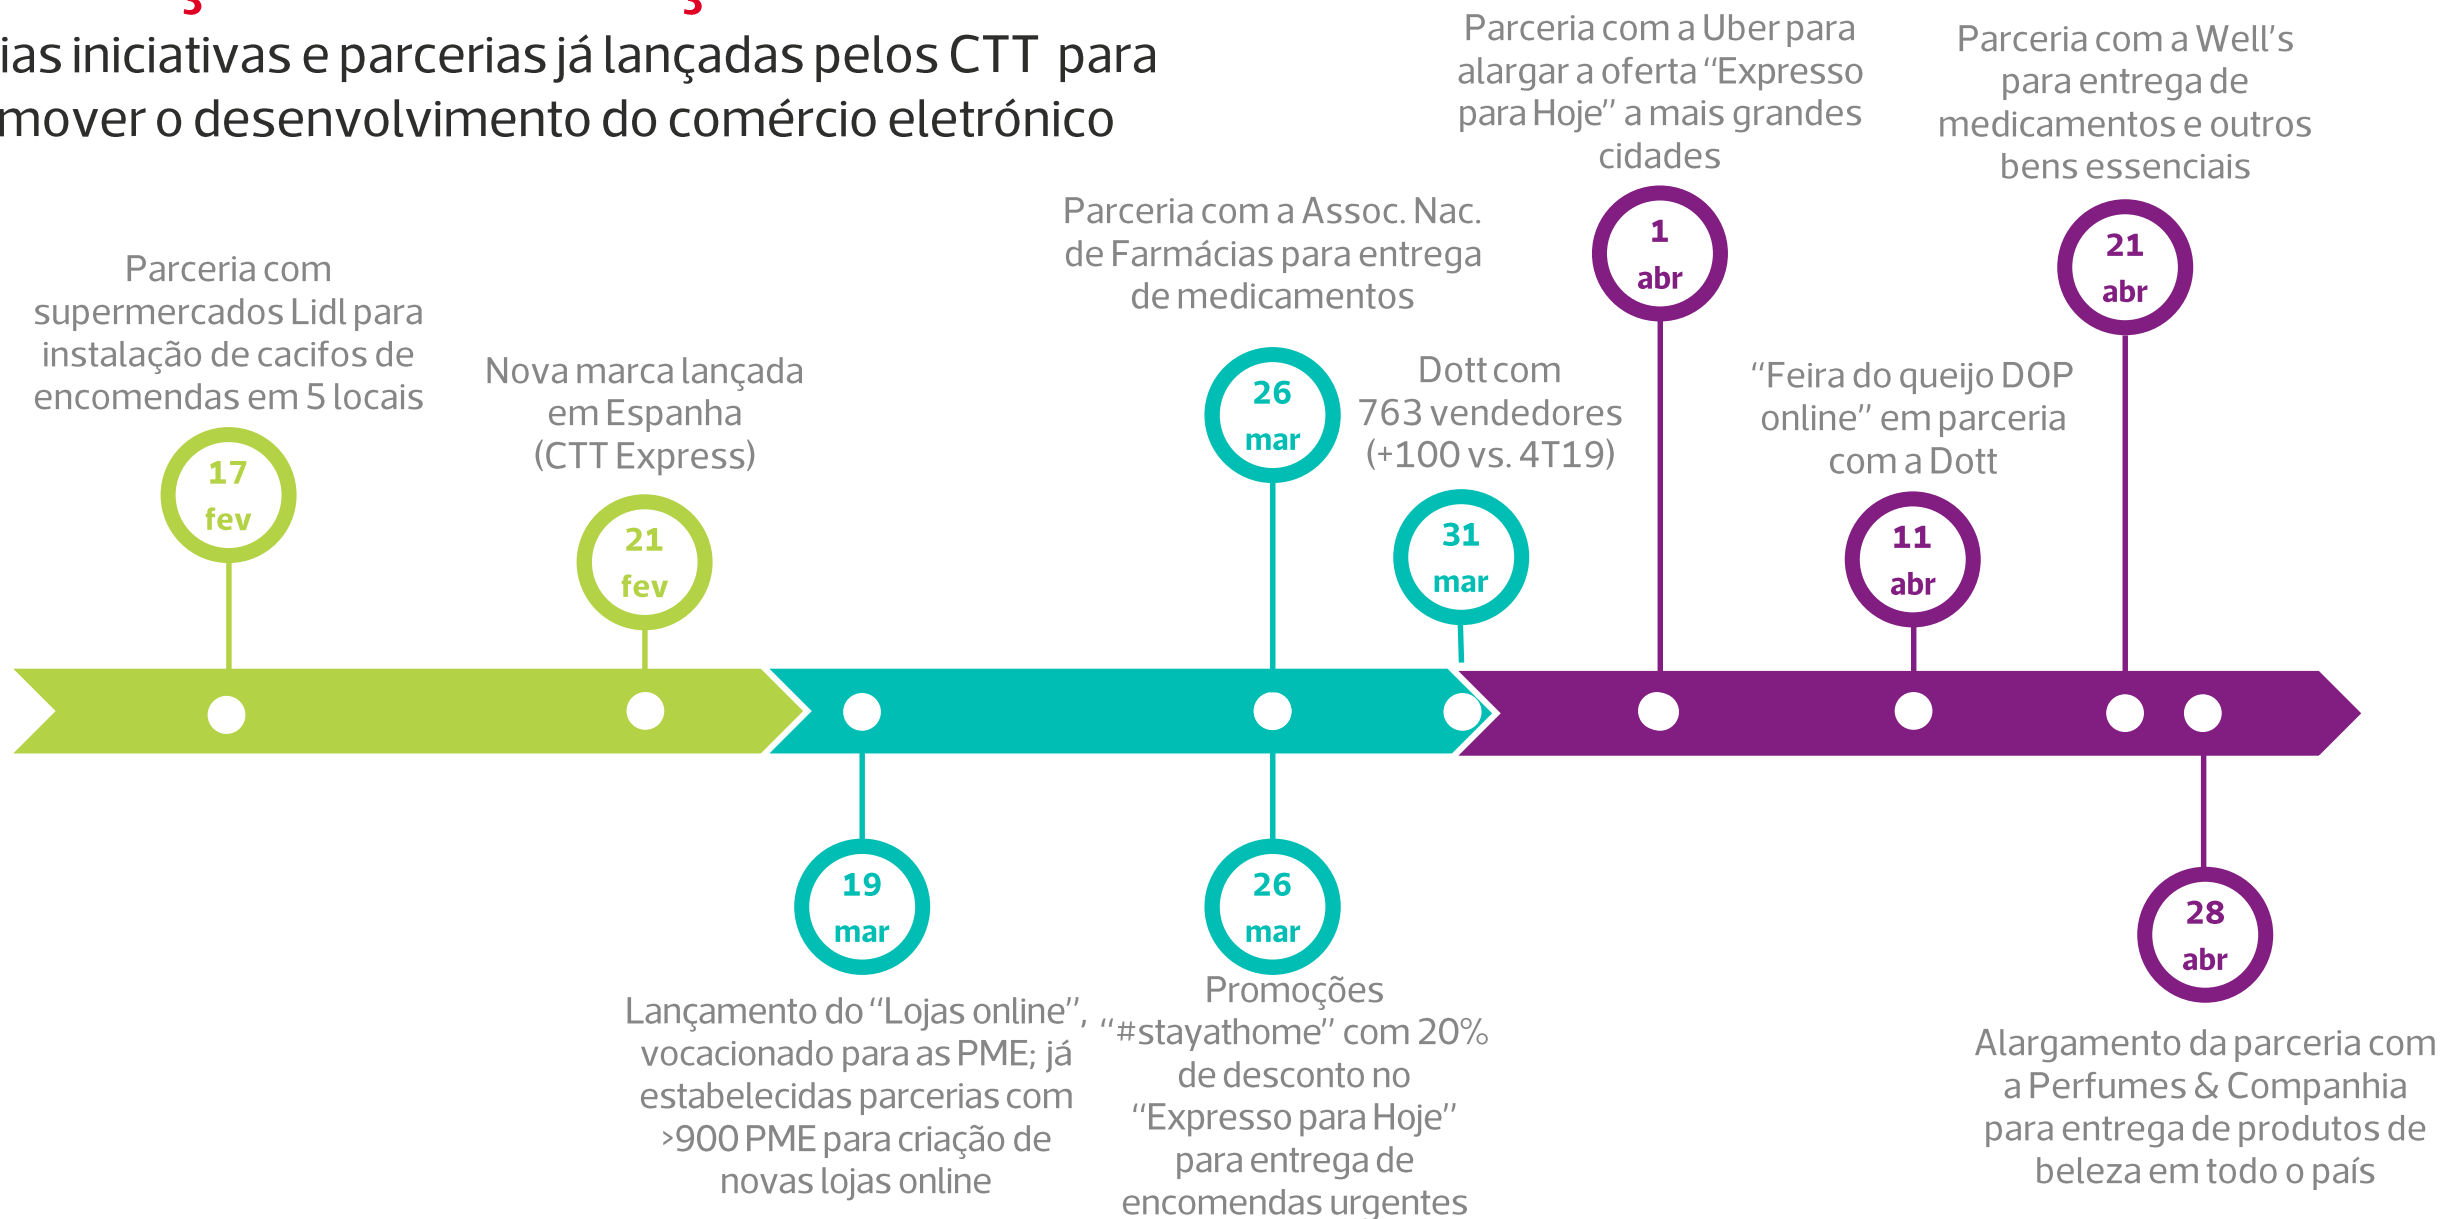 ias iniciativas e parcerias já lançadas pelos CTT para
mover o desenvolvimento do comércio eletrónico
Parceria com
supermercados Lidl para
instalação de cacifos de
encomendas em 5 locais
17
fev
Nova marca lançada
em Espanha
(CTT Express)
21
fev
Lançamento do “Lojas online”,
vocacionado para as PME; já
estabelecidas parcerias com
>900 PME para criação de
novas lojas online
19
mar
Parceria com a Assoc. Nac.
de Farmácias para entrega
de medicamentos
26
mar
26
mar
Promoções
“#stayathome” com 20%
de desconto no
“Expresso para Hoje”
para entrega de
encomendas urgentes
Dott com
763 vendedores
(+100 vs. 4T19)
31
mar
Parceria com a Uber para
alargar a oferta “Expresso
para Hoje” a mais grandes
cidades
1
abr
“Feira do queijo DOP
online” em parceria
com a Dott
11
abr
Parceria com a Well’s
para entrega de
medicamentos e outros
bens essenciais
21
abr
28
abr
Alargamento da parceria com
a Perfumes & Companhia
para entrega de produtos de
beleza em todo o país